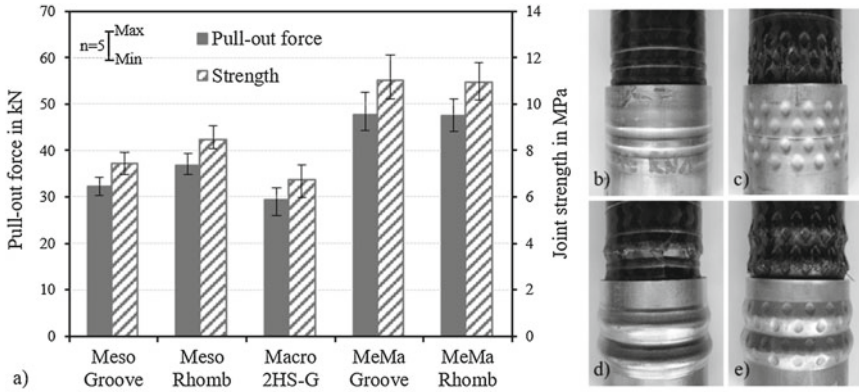 70
60
50
40
30
20
10
0
Pull-out force in kN
n=5
Max
Min
Pull-out force
Strength
14
12
10
8
6
4
2
0
Joint strength in MPa
Meso
Groove
Meso
Rhomb
Macro
2HS-G
MeMa
Groove
MeMa
Rhomb
a)
b)
c)
d)
e)